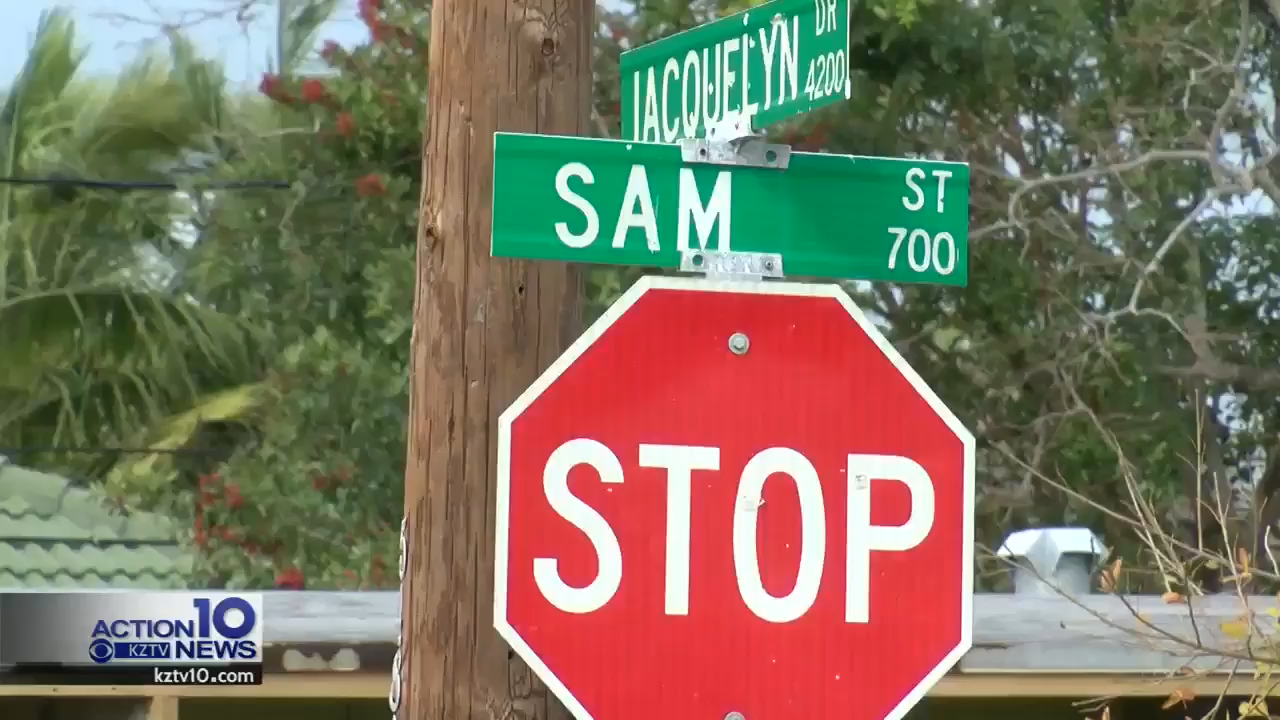 JACQUELYN DR
4200
SAM ST
700
STOP
ACTION 10
KZTV NEWS
kztv10.com